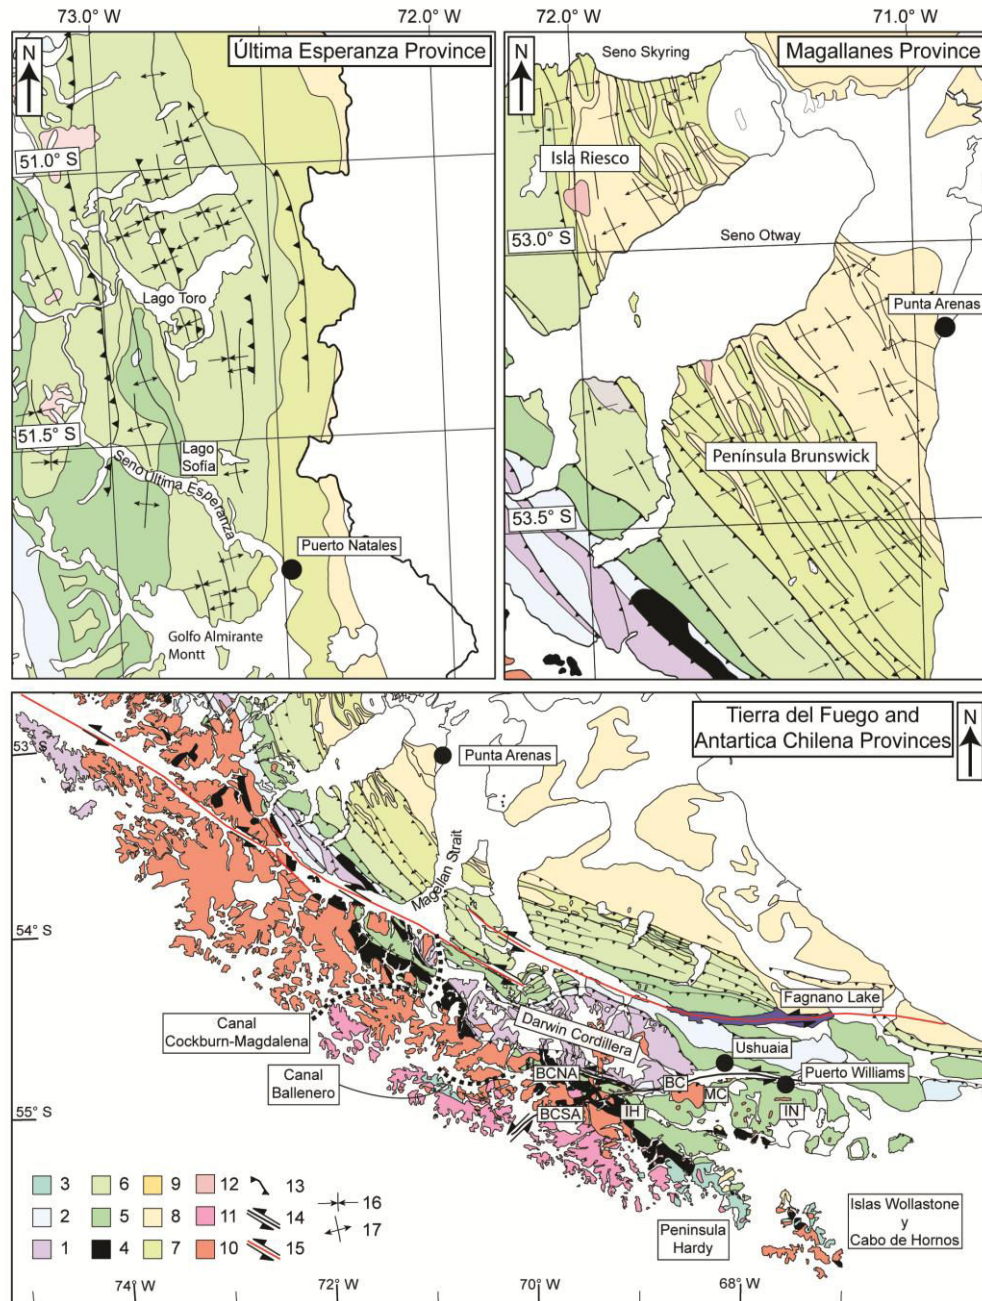 73.0° W
72.0° W
72.0° W
71.0° W
N
Última Esperanza Province
51.0° S
Lago Toro
51.5° S
Lago
Sofía
Seno Última Esperanza
Puerto Natales
Golfo Almirante
Montt
N
Seno Skyring
Magallanes Province
Isla Riesco
53.0° S
Seno Otway
Punta Arenas
Península Brunswick
53.5° S
Tierra del Fuego and
Antartica Chilena Provinces
N
53° S
Punta Arenas
Magellan Strait
54° S
Fagnano Lake
Canal
Cockburn-Magdalena
Darwin Cordillera
Ushuaia
Canal
Ballenero
BCNA
BC
Puerto Williams
MC
55° S
BCSA
IH
IN
3
6
9
12
13
16
2
5
8
11
14
17
1
4
7
10
15
Peninsula
Hardy
Islas Wollastone
y
Cabo de Hornos
74° W
72° W
70° W
68° W